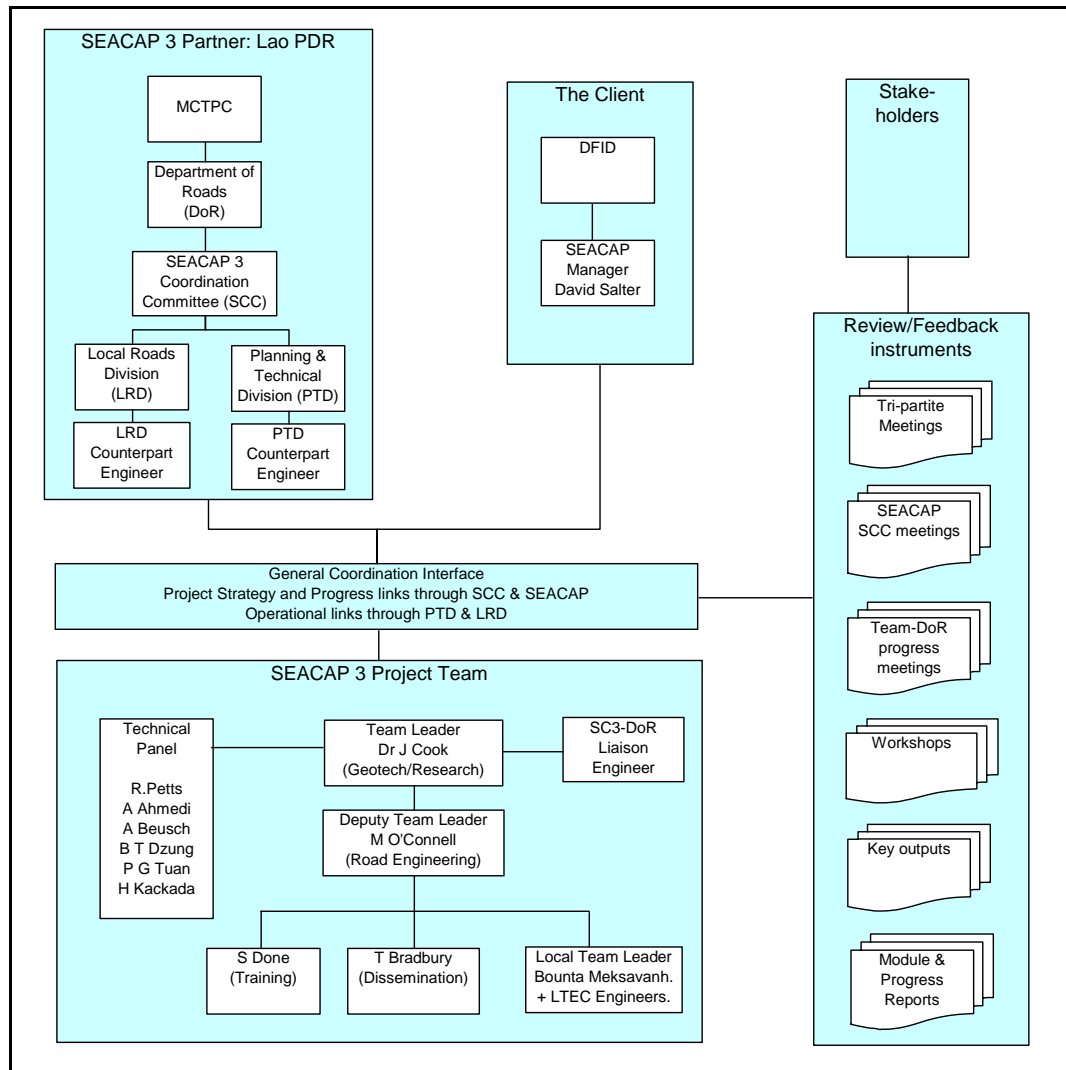 SEACAP 3 Partner: Lao PDR
MCTPC
Department of
Roads
(DoR)
SEACAP 3
Coordination
Committee (SCC)
Local Roads
Division
(LRD)
Planning &
Technical
Division (PTD)
LRD
Counterpart
Engineer
PTD
Counterpart
Engineer
The Client
DFID
SEACAP
Manager
David Salter
Stake-
holders
Review/Feedback
instruments
Tri-partite
Meetings
SEACAP
SCC meetings
Team-DoR
progress
meetings
Workshops
Key outputs
Module &
Progress
Reports
General Coordination Interface
Project Strategy and Progress links through SCC & SEACAP
Operational links through PTD & LRD
SEACAP 3 Project Team
Technical
Panel
R.Petts
A Ahmedi
A Beusch
B T Dzung
P G Tuan
H Kackada
Team Leader
Dr J Cook
(Geotech/Research)
SC3-DoR
Liaison
Engineer
Deputy Team Leader
M O'Connell
(Road Engineering)
S Done
(Training)
T Bradbury
(Dissemination)
Local Team Leader
Bounta Meksavanh.
+ LTEC Engineers.